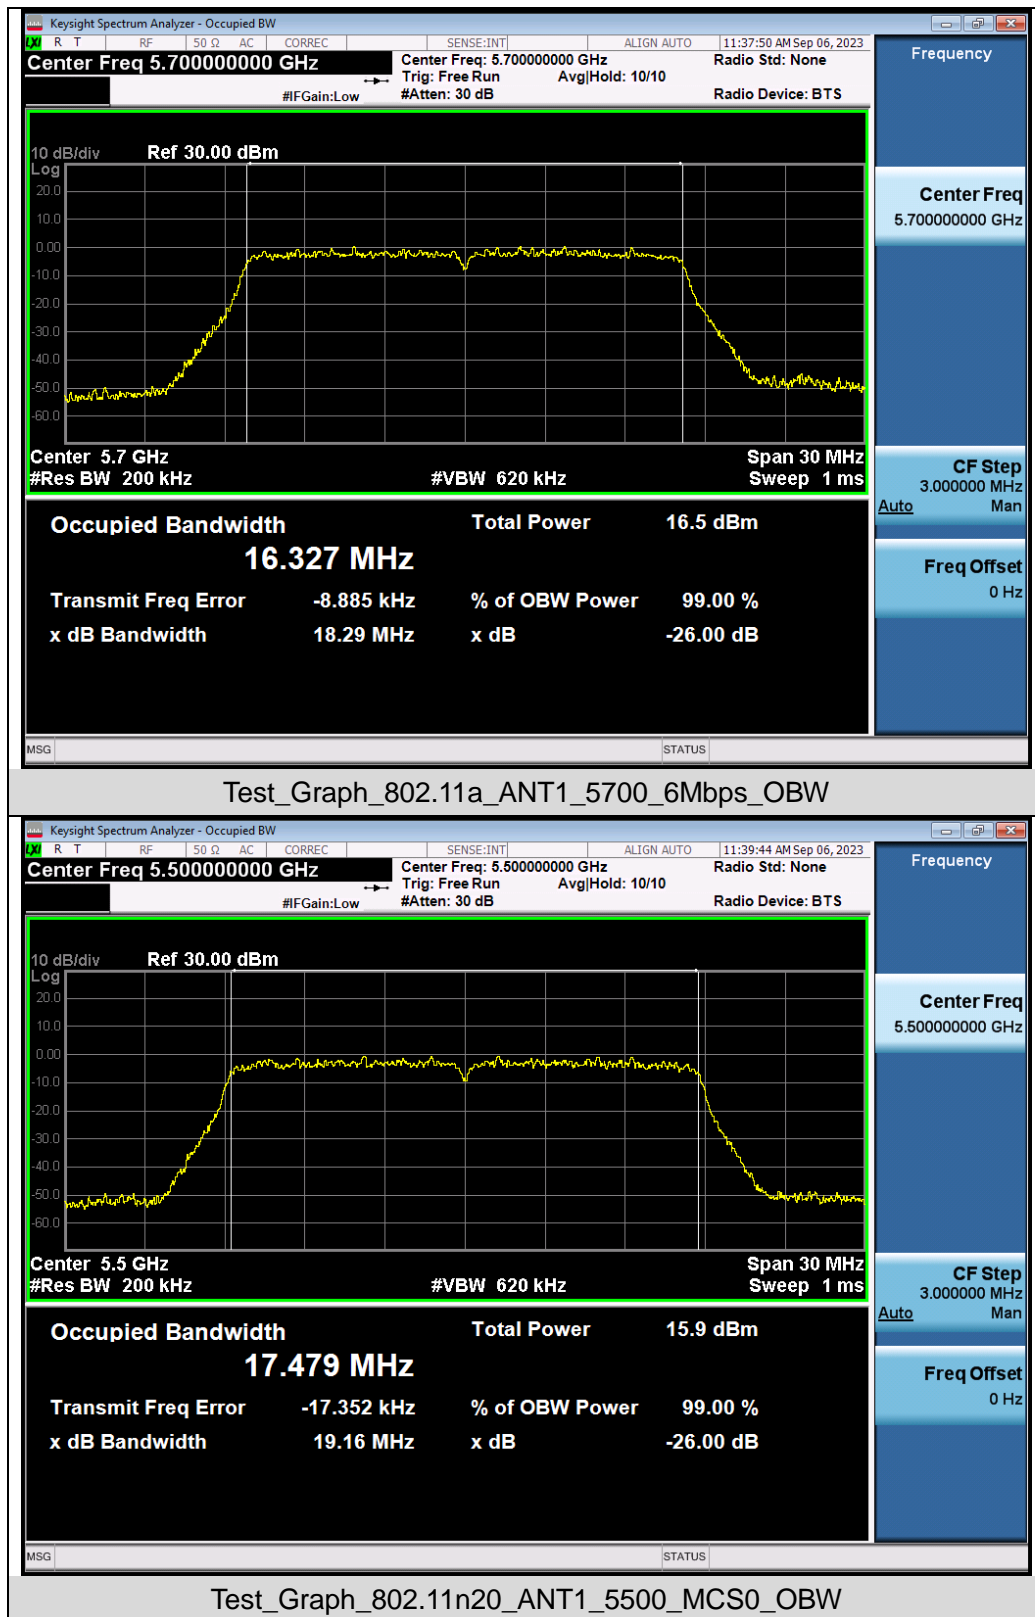 Keysight Spectrum Analyzer - Occupied BW
LXI R T RF 50 Ω AC CORREC SENSE:INT ALIGN AUTO 11:37:50 AM Sep 06, 2023
Center Freq 5.700000000 GHz Center Freq: 5.700000000 GHz Radio Std: None
Trig: Free Run Avg|Hold: 10/10
#IFGain:Low #Atten: 30 dB Radio Device: BTS
Frequency
10 dB/div Ref 30.00 dBm
Log
20.0
10.0
0.00
-10.0
-20.0
-30.0
-40.0
-50.0
-60.0
Center 5.7 GHz Span 30 MHz
#Res BW 200 kHz #VBW 620 kHz Sweep 1 ms
Center Freq
5.700000000 GHz
CF Step
3.000000 MHz
Auto Man
Freq Offset
0 Hz
Occupied Bandwidth Total Power 16.5 dBm
16.327 MHz
Transmit Freq Error -8.885 kHz % of OBW Power 99.00 %
x dB Bandwidth 18.29 MHz x dB -26.00 dB
MSG STATUS
Test_Graph_802.11a_ANT1_5700_6Mbps_OBW
Keysight Spectrum Analyzer - Occupied BW
LXI R T RF 50 Ω AC CORREC SENSE:INT ALIGN AUTO 11:39:44 AM Sep 06, 2023
Center Freq 5.500000000 GHz Center Freq: 5.500000000 GHz Radio Std: None
Trig: Free Run Avg|Hold: 10/10
#IFGain:Low #Atten: 30 dB Radio Device: BTS
Frequency
10 dB/div Ref 30.00 dBm
Log
20.0
10.0
0.00
-10.0
-20.0
-30.0
-40.0
-50.0
-60.0
Center 5.5 GHz Span 30 MHz
#Res BW 200 kHz #VBW 620 kHz Sweep 1 ms
Center Freq
5.500000000 GHz
CF Step
3.000000 MHz
Auto Man
Freq Offset
0 Hz
Occupied Bandwidth Total Power 15.9 dBm
17.479 MHz
Transmit Freq Error -17.352 kHz % of OBW Power 99.00 %
x dB Bandwidth 19.16 MHz x dB -26.00 dB
MSG STATUS
Test_Graph_802.11n20_ANT1_5500_MCS0_OBW